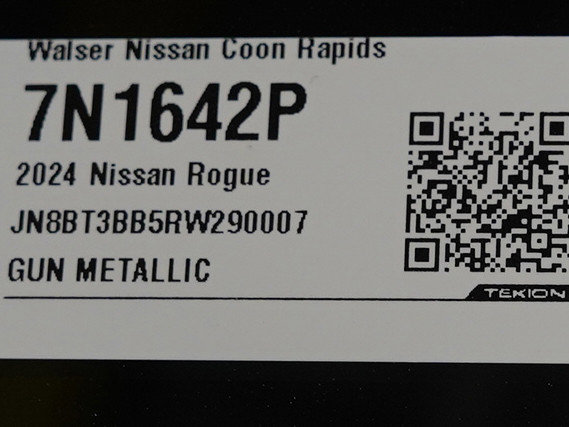 Walser Nissan Coon Rapids
7N1642P
2024 Nissan Rogue
JN8BT3BB5RW290007
GUN METALLIC
TEKION